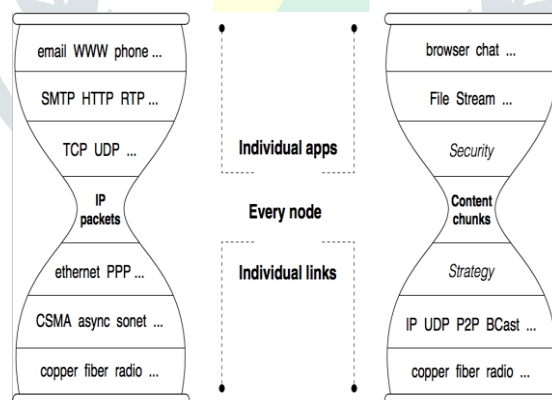 email WWW phone ...
SMTP HTTP RTP ...
TCP UDP ...
IP
packets
ethernet PPP ...
CSMA async sonet ...
copper fiber radio ...
Individual apps
Every node
Individual links
browser chat ...
File Stream ...
Security
Content
chunks
Strategy
IP UDP P2P BCast ...
copper fiber radio ...